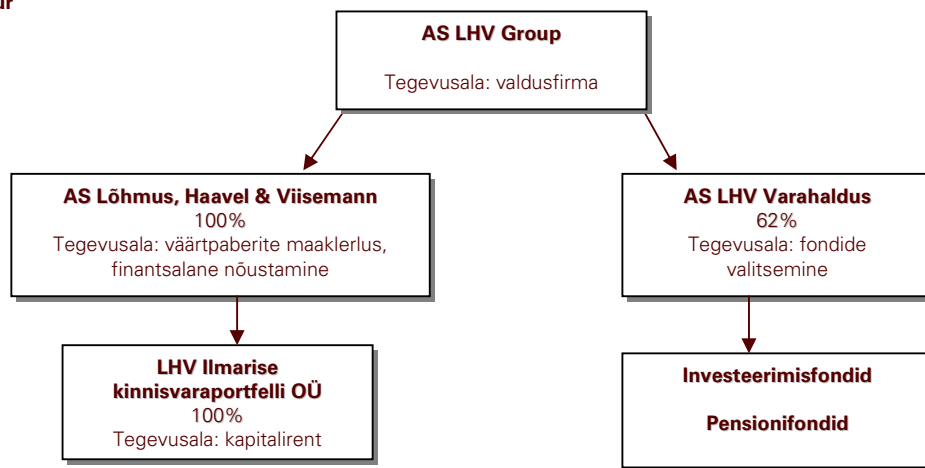 AS LHV Group
Tegevusala: valdusfirma
AS Lõhmus, Haavel & Viisemann
100%
Tegevusala: väärtpaberite maaklerlus,
finantsalane nõustamine
AS LHV Varahaldus
62%
Tegevusala: fondide
valitsemine
LHV Ilmarise
kinnisvaraportfelli OÜ
100%
Tegevusala: kapitalirent
Investeerimisfondid
Pensionifondid